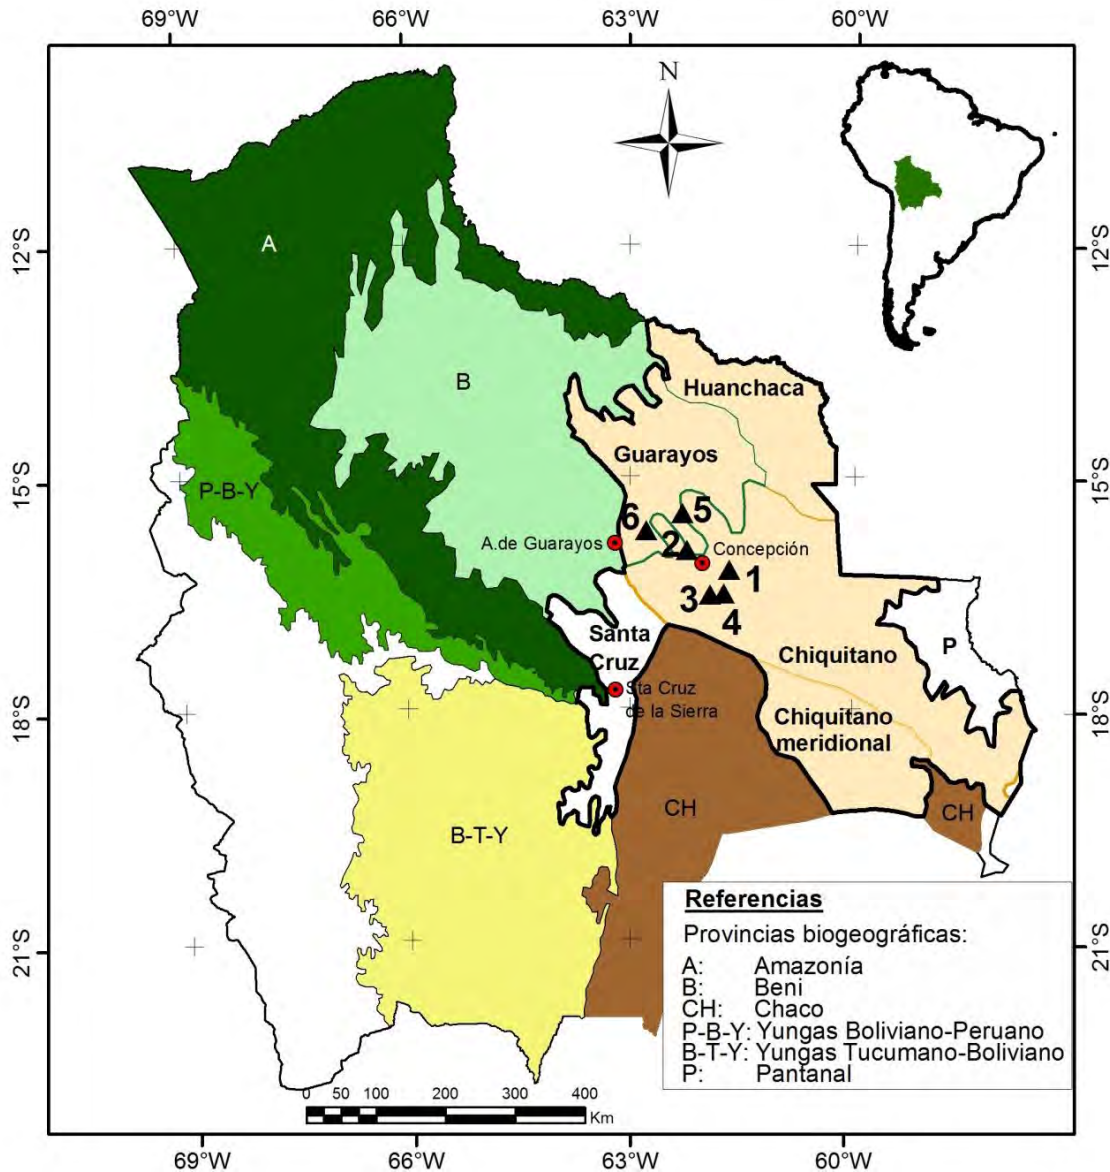 69°W 66°W 63°W 60°W
N
12°S
12°S
A
B
Huanchaca
Guarayos
15°S
15°S
P-B-Y
6
5
A.de Guarayos
2
Concepción
1
3
4
Santa
Cruz
P
Chiquitano
Sta Cruz
de la Sierra
18°S
18°S
Chiquitano
meridional
CH
CH
B-T-Y
Referencias
Provincias biogeográficas:
A: Amazonía
B: Beni
CH: Chaco
P-B-Y: Yungas Boliviano-Peruano
B-T-Y: Yungas Tucumano-Boliviano
P: Pantanal
21°S
21°S
0 50 100 200 300 400
Km
69°W 66°W 63°W 60°W